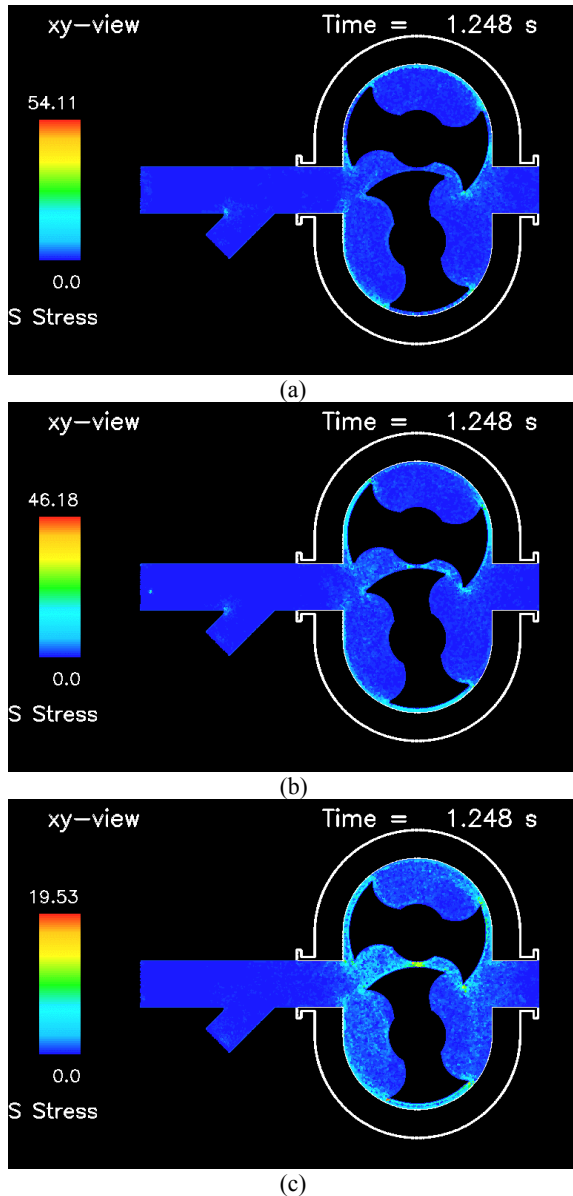 xy-view Time = 1.248 s
54.11
0.0
S Stress
(a)
xy-view Time = 1.248 s
46.18
0.0
S Stress
(b)
xy-view Time = 1.248 s
19.53
0.0
S Stress
(c)